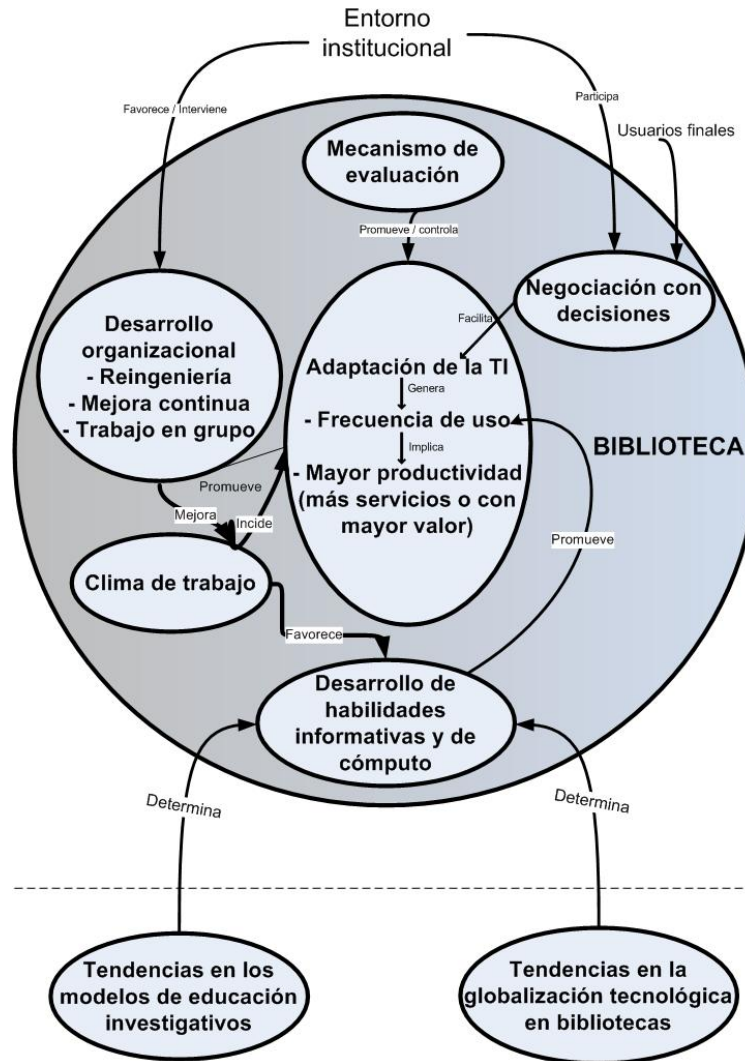 Entorno
institucional
Favorece / Interviene
Participa
Usuarios finales
Mecanismo de
evaluación
Promueve / controla
Negociación con
decisiones
Desarrollo
organizacional
- Reingeniería
- Mejora continua
- Trabajo en grupo
Facilita
Adaptación de la TI
Genera
- Frecuencia de uso
Implica
- Mayor productividad
(más servicios o con
mayor valor)
BIBLIOTECA
Promueve
Mejora
Incide
Promueve
Clima de trabajo
Favorece
Desarrollo de
habilidades
informativas y de
cómputo
Determina
Determina
Tendencias en los
modelos de educación
investigativos
Tendencias en la
globalización tecnológica
en bibliotecas